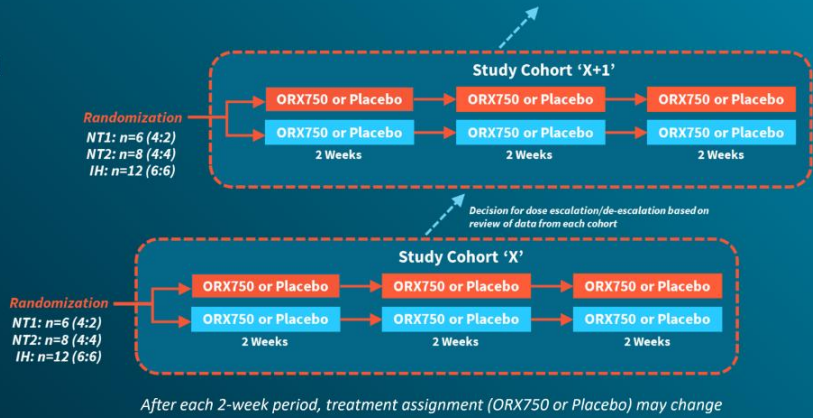 Study Cohort ‘X+1’
Randomization
NT1: n=6 (4:2)
NT2: n=8 (4:4)
IH: n=12 (6:6)
ORX750 or Placebo ORX750 or Placebo ORX750 or Placebo
ORX750 or Placebo ORX750 or Placebo ORX750 or Placebo
2 Weeks 2 Weeks 2 Weeks
Decision for dose escalation/de-escalation based on
review of data from each cohort
Study Cohort ‘X’
Randomization
NT1: n=6 (4:2)
NT2: n=8 (4:4)
IH: n=12 (6:6)
ORX750 or Placebo ORX750 or Placebo ORX750 or Placebo
ORX750 or Placebo ORX750 or Placebo ORX750 or Placebo
2 Weeks 2 Weeks 2 Weeks
After each 2-week period, treatment assignment (ORX750 or Placebo) may change